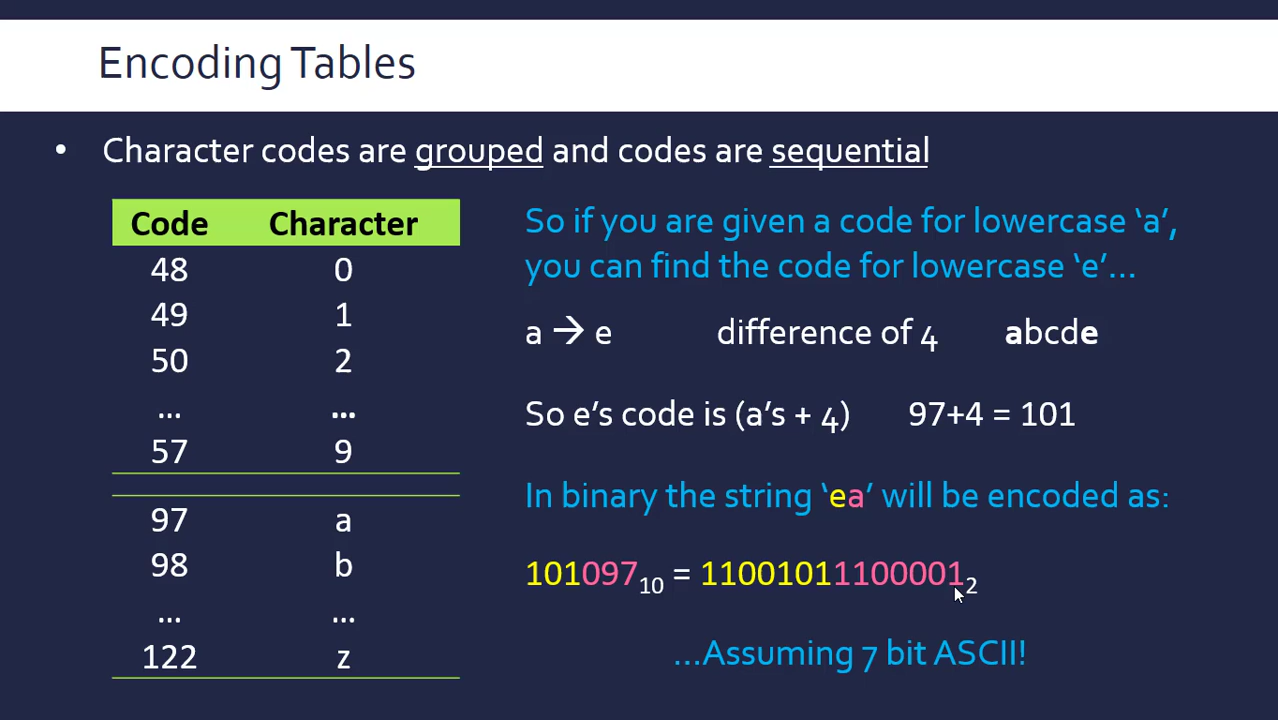 Encoding Tables
• Character codes are grouped and codes are sequential
Code Character
48 0
49 1
50 2
... ...
57 9
97 a
98 b
... ...
122 z
So if you are given a code for lowercase ‘a’,
you can find the code for lowercase ‘e’...
a → e difference of 4 abcde
So e’s code is (a’s + 4) 97+4 = 101
In binary the string ‘ea’ will be encoded as:
101097₁₀ = 11001011100001₂
...Assuming 7 bit ASCII!